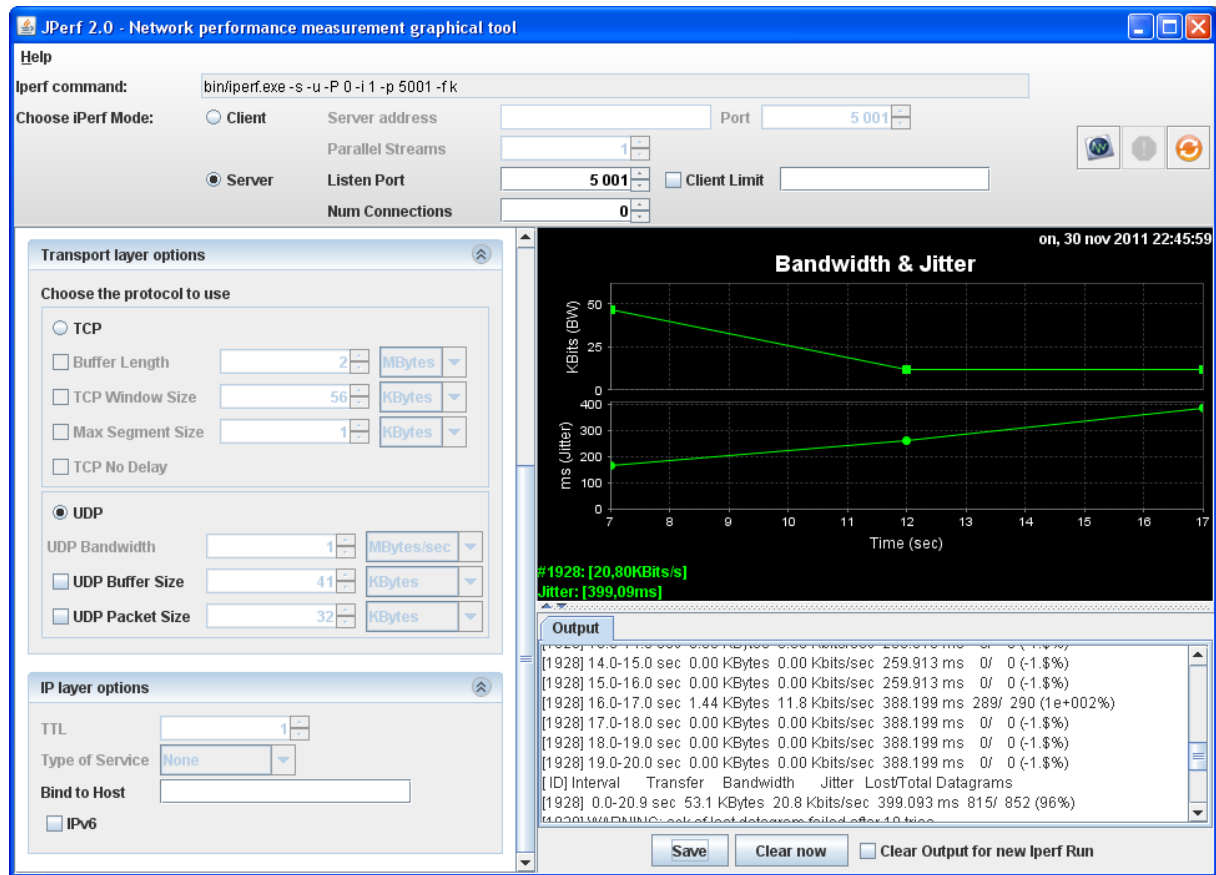 JPerf 2.0 - Network performance measurement graphical tool
Help
Iperf command: bin/iperf.exe -s -u -P 0 -i 1 -p 5001 -f k
Choose iPerf Mode: Client Server address Port 5 001
Parallel Streams 1
Server Listen Port 5 001 Client Limit
Num Connections 0
Transport layer options
Choose the protocol to use
TCP
Buffer Length 2 MBytes
TCP Window Size 56 KBytes
Max Segment Size 1 KBytes
TCP No Delay
UDP
UDP Bandwidth 1 MBytes/sec
UDP Buffer Size 41 KBytes
UDP Packet Size 32 KBytes
IP layer options
TTL 1
Type of Service None
Bind to Host
IPv6
on, 30 nov 2011 22:45:59
Bandwidth & Jitter
KBits (BW)
50
25
0
ms (Jitter)
400
300
200
100
0
7 8 9 10 11 12 13 14 15 16 17
Time (sec)
#1928: [20,80KBits/s]
Jitter: [399,09ms]
Output
[1928] 14.0-15.0 sec 0.00 KBytes 0.00 Kbits/sec 259.913 ms 0/ 0 (-1.$%)
[1928] 15.0-16.0 sec 0.00 KBytes 0.00 Kbits/sec 259.913 ms 0/ 0 (-1.$%)
[1928] 16.0-17.0 sec 1.44 KBytes 11.8 Kbits/sec 388.199 ms 289/ 290 (1e+002%)
[1928] 17.0-18.0 sec 0.00 KBytes 0.00 Kbits/sec 388.199 ms 0/ 0 (-1.$%)
[1928] 18.0-19.0 sec 0.00 KBytes 0.00 Kbits/sec 388.199 ms 0/ 0 (-1.$%)
[1928] 19.0-20.0 sec 0.00 KBytes 0.00 Kbits/sec 388.199 ms 0/ 0 (-1.$%)
[ ID] Interval Transfer Bandwidth Jitter Lost/Total Datagrams
[1928] 0.0-20.9 sec 53.1 KBytes 20.8 Kbits/sec 399.093 ms 815/ 852 (96%)
[1928] WARNING: ack of last datagram failed after 10 tries.
Save Clear now Clear Output for new Iperf Run